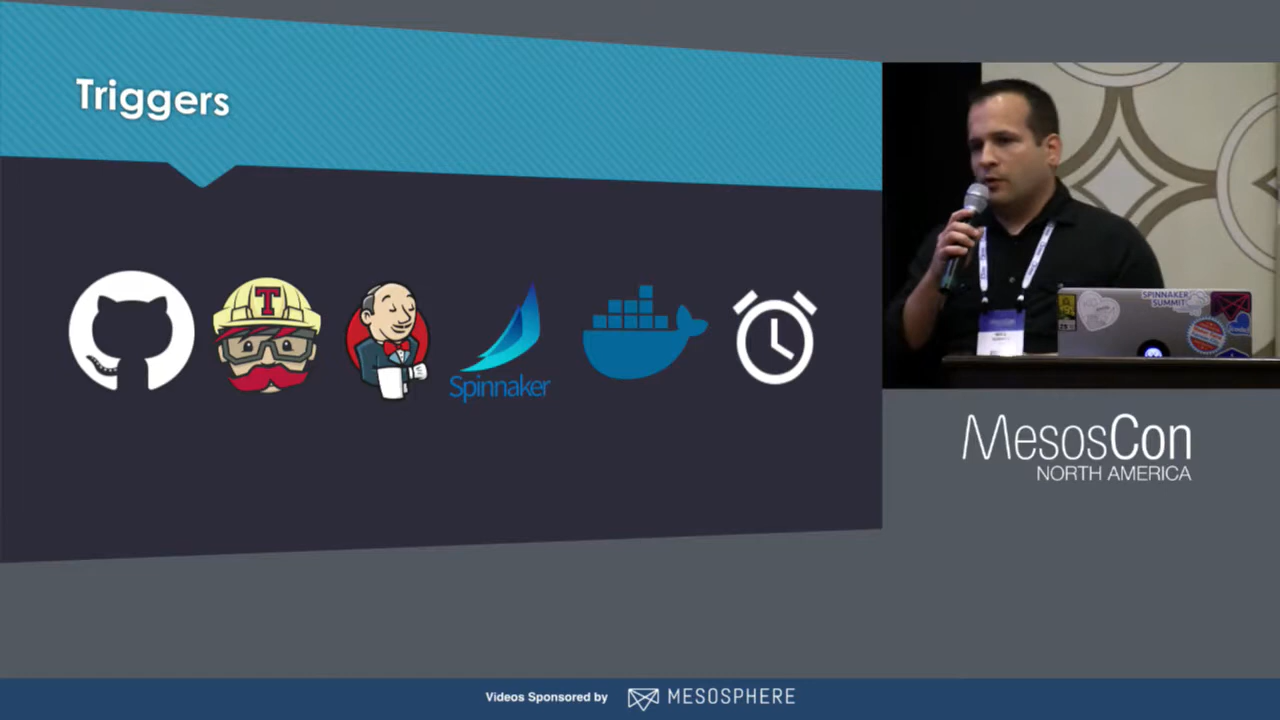 Triggers
T
Spinnaker
SPINNAKER
SUMMIT
MesosCon
NORTH AMERICA
Videos Sponsored by
MESOSPHERE